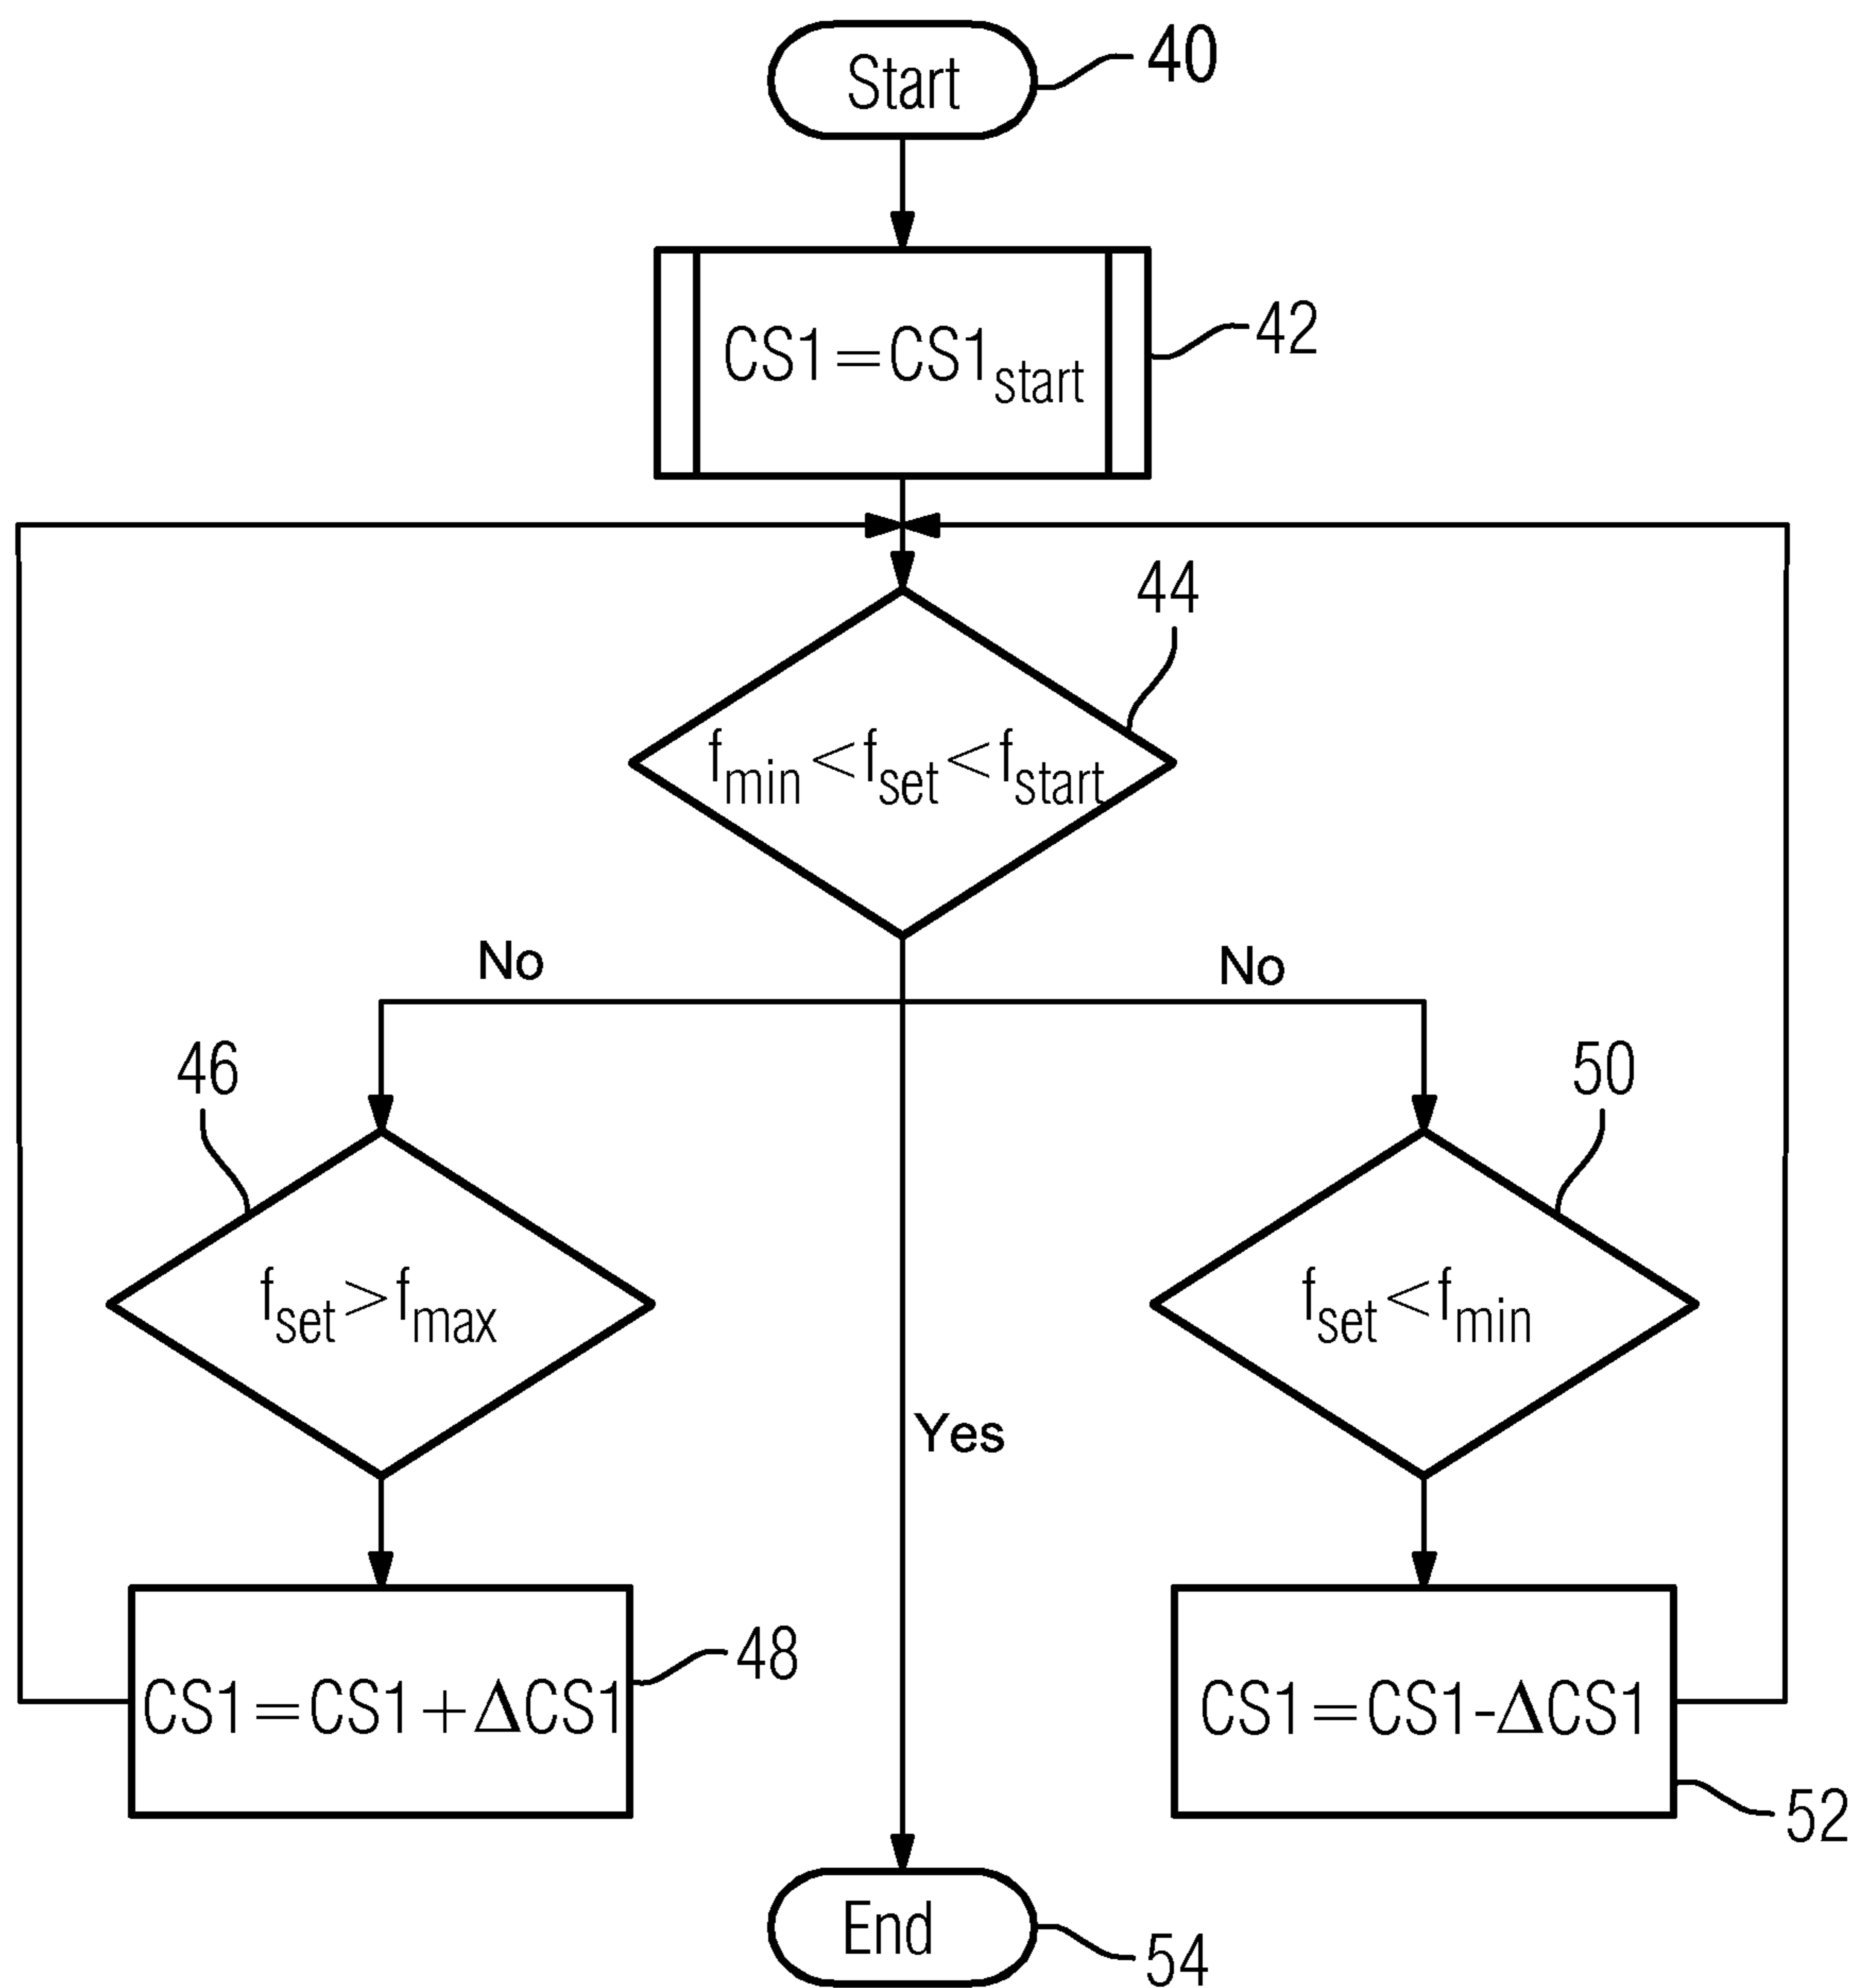 Start
40
CS1=CS1start
42
44
fmin<fset<fstart
No
No
46
50
fset>fmax
fset<fmin
Yes
CS1=CS1+ΔCS1
48
CS1=CS1-ΔCS1
52
End
54